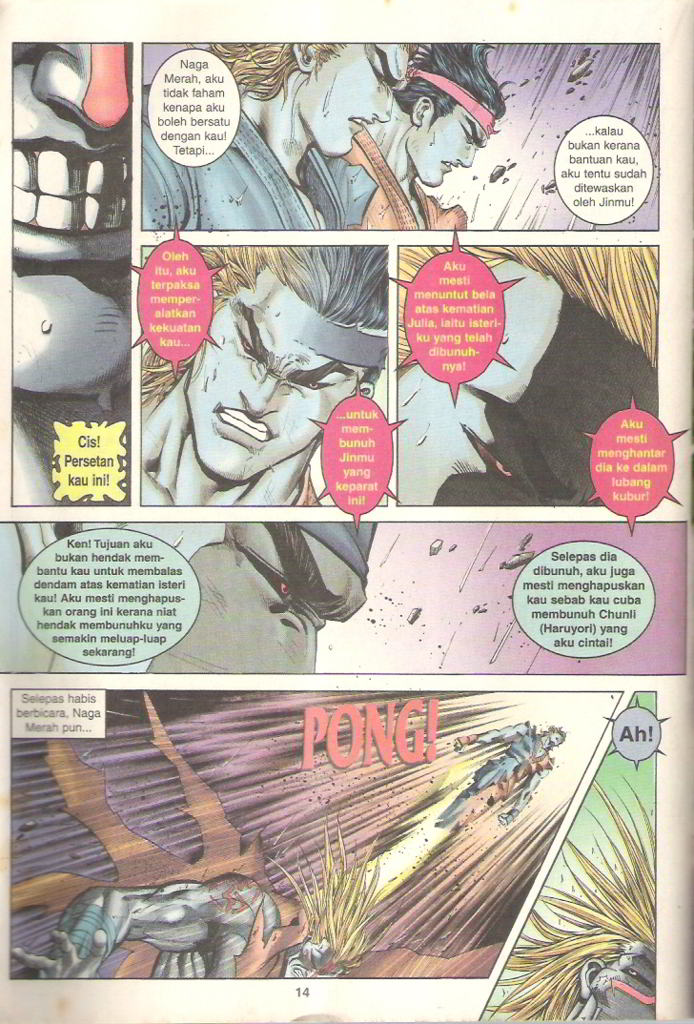 Naga
Merah, aku
tidak faham
kenapa aku
boleh bersatu
dengan kau!
Tetapi...
...kalau
bukan kerana
bantuan kau,
aku tentu sudah
ditewaskan
oleh Jinmu!
Cis!
Persetan
kau ini!
Oleh
itu, aku
terpaksa
memper-
alatkan
kekuatan
kau...
...untuk
mem-
bunuh
Jinmu
yang
keparat
ini!
Aku
mesti
menuntut bela
atas kematian
Julia, iaitu isteri-
ku yang telah
dibunuh-
nya!
Aku
mesti
menghantar
dia ke dalam
lubang
kubur!
Ken! Tujuan aku
bukan hendak mem-
bantu kau untuk membalas
dendam atas kematian isteri
kau! Aku mesti menghapus-
kan orang ini kerana niat
hendak membunuhku yang
semakin meluap-luap
sekarang!
Selepas dia
dibunuh, aku juga
mesti menghapuskan
kau sebab kau cuba
membunuh Chunli
(Haruyori) yang
aku cintai!
Selepas habis
berbicara, Naga
Merah pun...
PONG!
Ah!
14